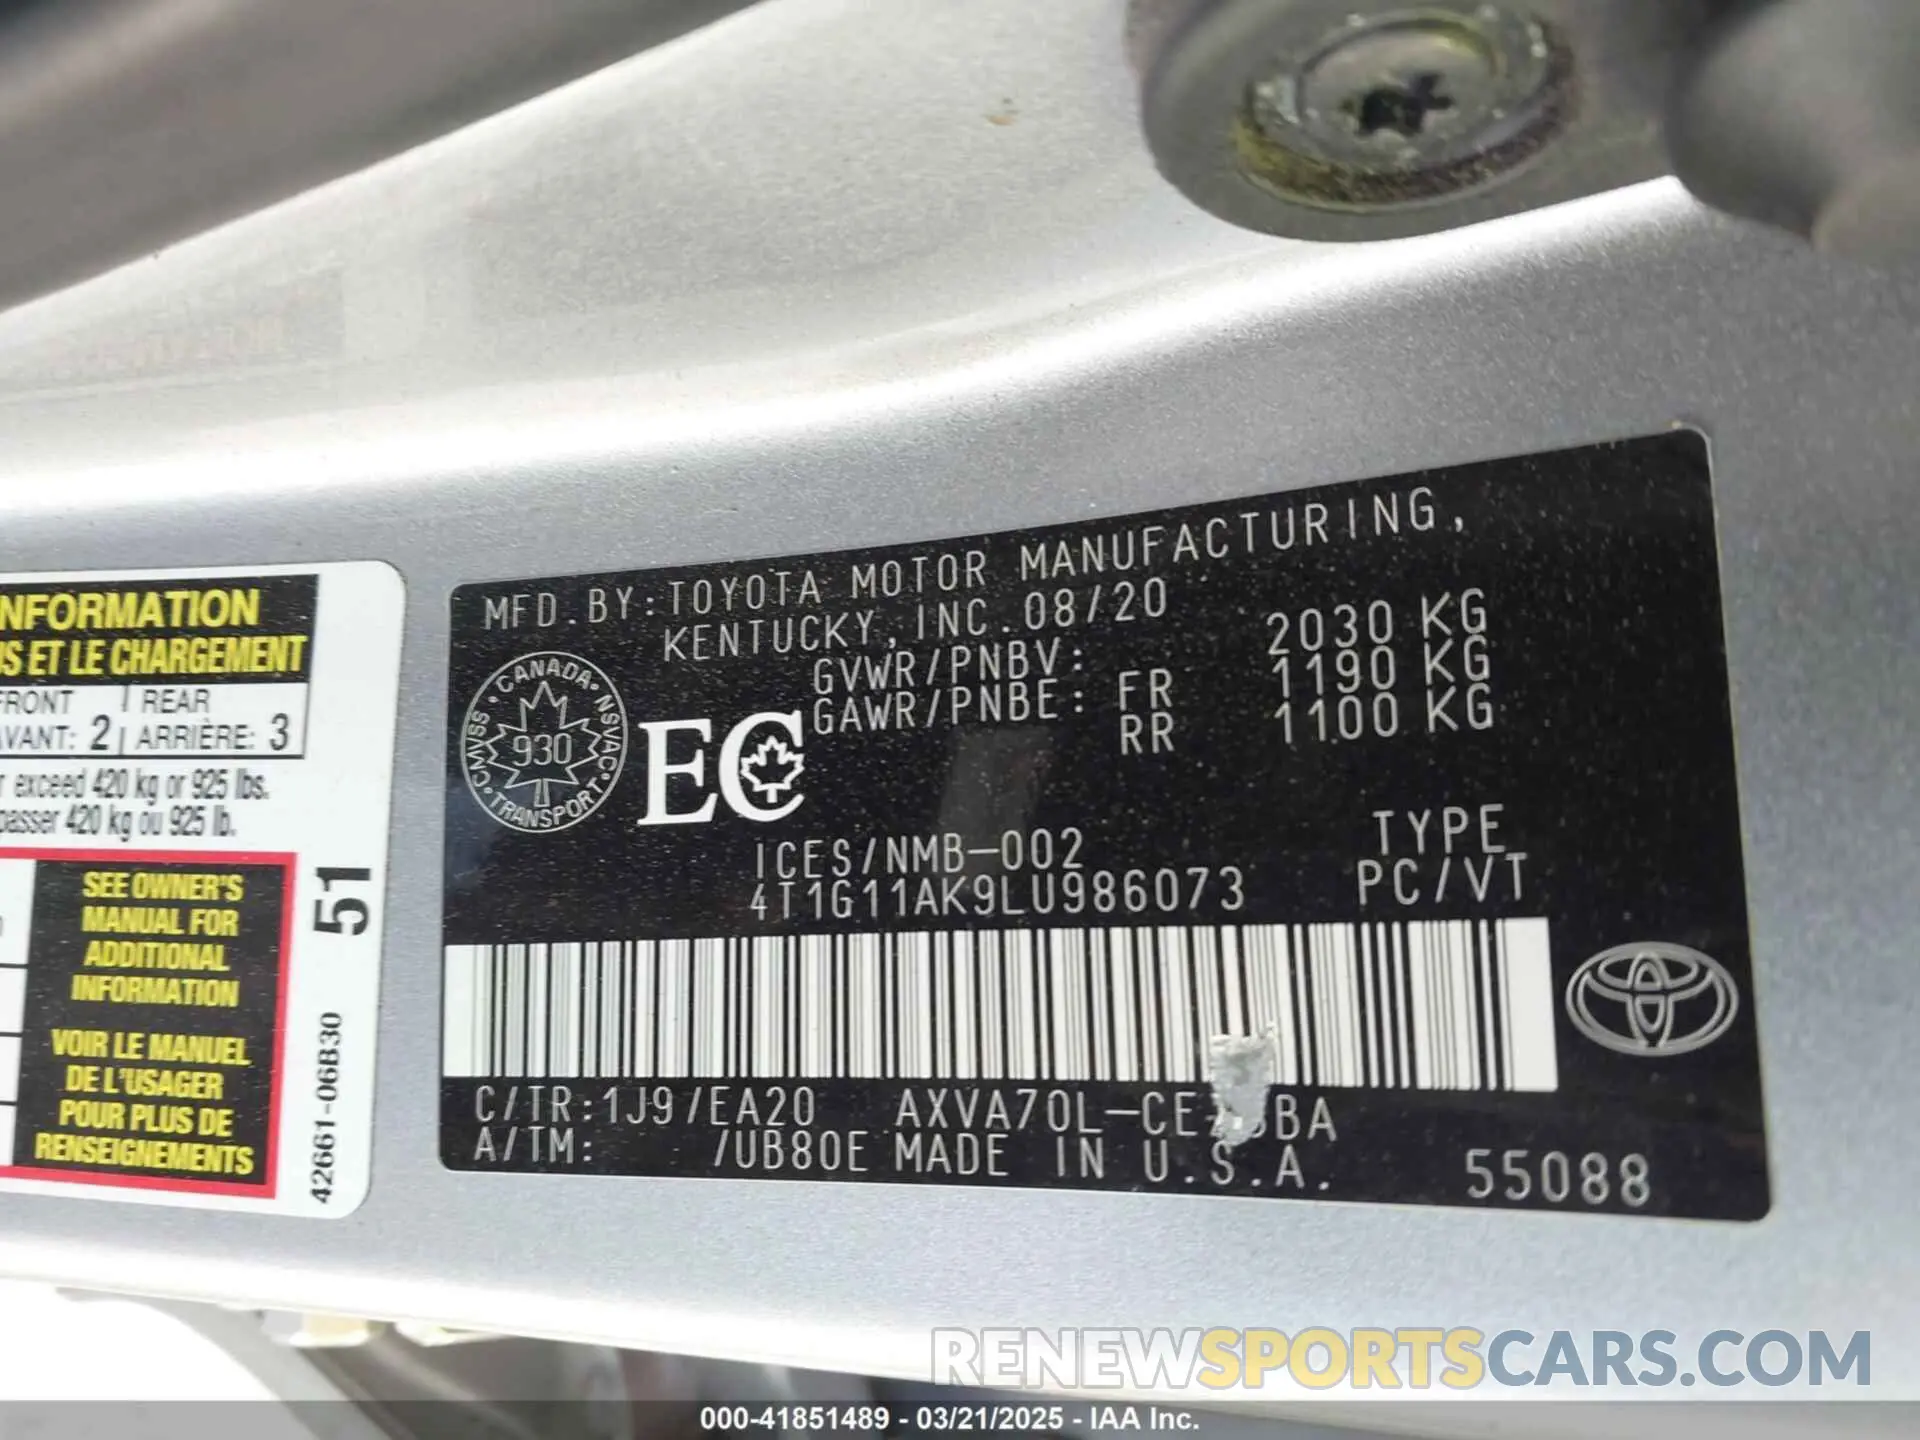 INFORMATION
US ET LE CHARGEMENT
FRONT | REAR
AVANT: 2 | ARRIÈRE: 3
r exceed 420 kg or 925 lbs.
passer 420 kg ou 925 lb.
SEE OWNER'S
MANUAL FOR
ADDITIONAL
INFORMATION
VOIR LE MANUEL
DE L'USAGER
POUR PLUS DE
RENSEIGNEMENTS
51
42661-06B30
MFD.BY:TOYOTA MOTOR MANUFACTURING,
KENTUCKY,INC.08/20
GVWR/PNBV: 2030 KG
GAWR/PNBE: FR 1190 KG
RR 1100 KG
CANADA
CMVSS NSVAC
930
TRANSPORT
EC
ICES/NMB-002
4T1G11AK9LU986073
TYPE
PC/VT
C/TR:1J9/EA20 AXVA70L-CE BA
A/TM: /UB80E MADE IN U.S.A.
55088
RENEWSPORTSCARS.COM
000-41851489 - 03/21/2025 - IAA Inc.